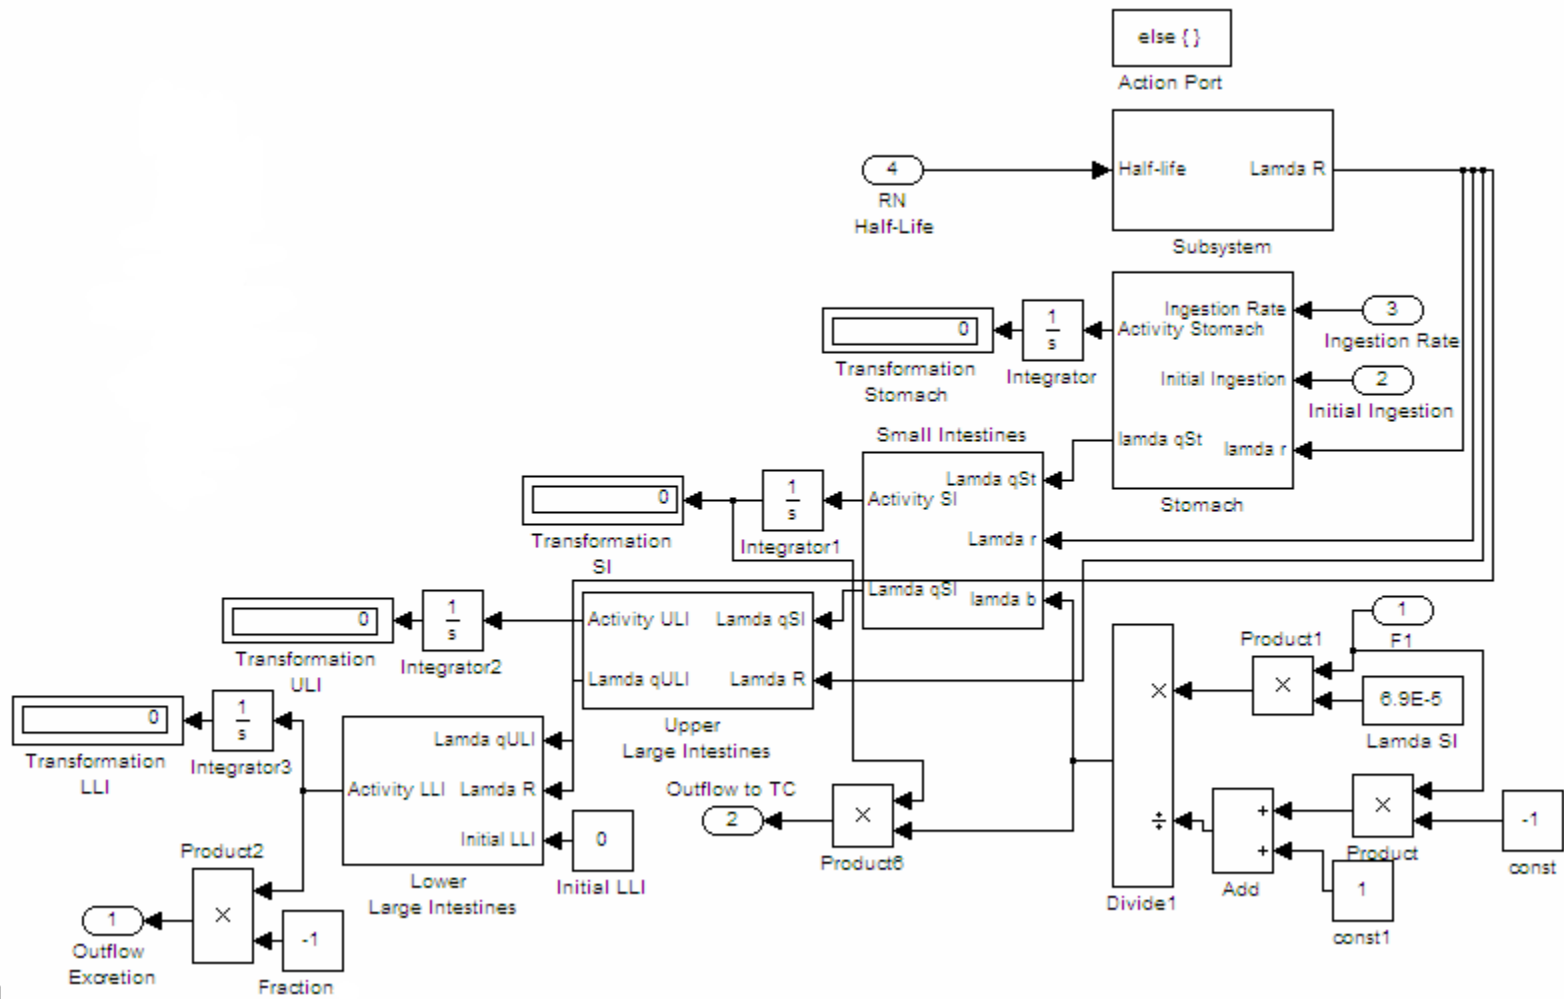 else { }
Action Port
Half-life Lamda R
4
RN
Half-Life
Subsystem
Ingestion Rate
3
0
1
s
Activity Stomach
Ingestion Rate
Transformation
Stomach
Integrator
Initial Ingestion
2
Initial Ingestion
Small Intestines
lamda qSt
lamda r
Stomach
Lamda qSt
0
1
s
Activity SI
Transformation
SI
Integrator1
Lamda r
Lamda qSI
lamda b
0
1
s
Activity ULI
Lamda qSI
Transformation
ULI
Integrator2
Lamda qULI
Lamda R
Upper
Large Intestines
1
F1
Product1
×
×
6.9E-5
Lamda SI
0
1
s
Transformation
LLI
Integrator3
Lamda qULI
Activity LLI
Lamda R
Initial LLI
0
Initial LLI
Lower
Large Intestines
Outflow to TC
2
×
Product6
÷
Divide1
+
+
Add
×
Product
-1
const
1
const1
Product2
×
1
Outflow
Excretion
-1
Fraction